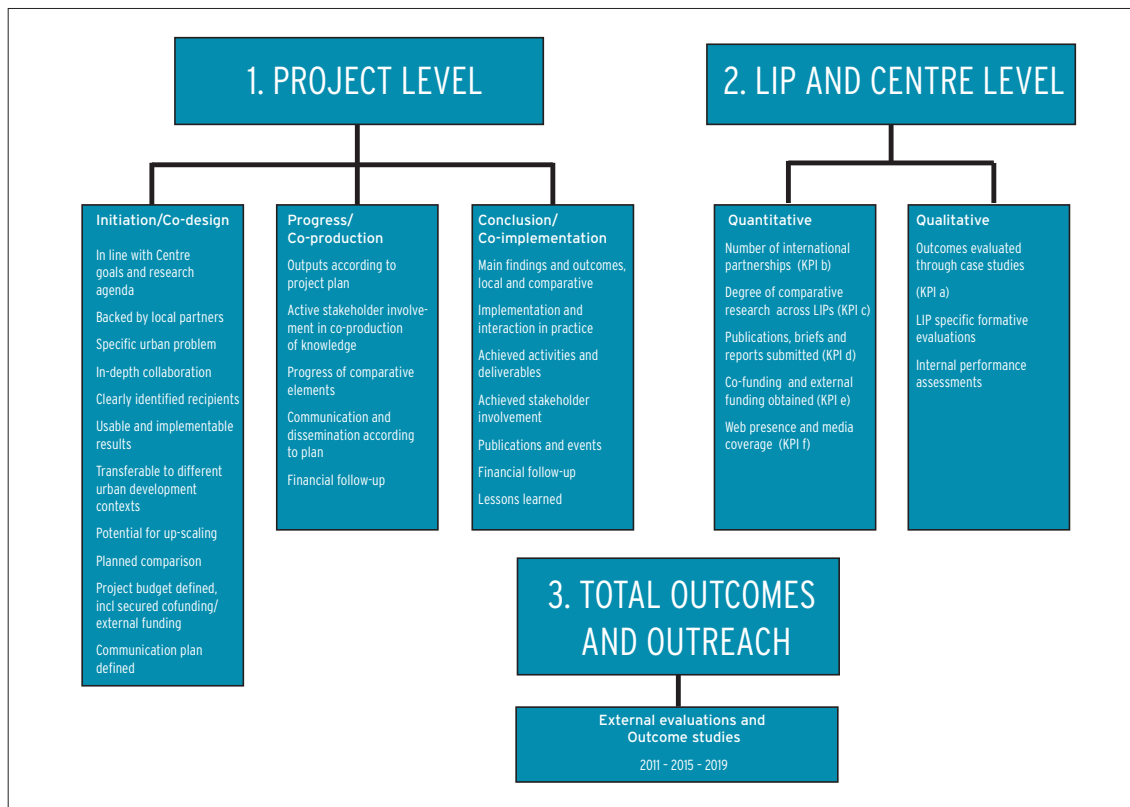 1. PROJECT LEVEL
Initiation/Co-design
In line with Centre
goals and research
agenda
Backed by local partners
Specific urban problem
In-depth collaboration
Clearly identified recipients
Usable and implementable
results
Transferable to different
urban development
contexts
Potential for up-scaling
Planned comparison
Project budget defined,
incl secured cofunding/
external funding
Communication plan
defined
Progress/
Co-production
Outputs according to
project plan
Active stakeholder involve-
ment in co-production
of knowledge
Progress of comparative
elements
Communication and
dissemination according
to plan
Financial follow-up
Conclusion/
Co-implementation
Main findings and outcomes,
local and comparative
Implementation and
interaction in practice
Achieved activities and
deliverables
Achieved stakeholder
involvement
Publications and events
Financial follow-up
Lessons learned
2. LIP AND CENTRE LEVEL
Quantitative
Number of international
partnerships (KPI b)
Degree of comparative
research across LIPs (KPI c)
Publications, briefs and
reports submitted (KPI d)
Co-funding and external
funding obtained (KPI e)
Web presence and media
coverage (KPI f)
Qualitative
Outcomes evaluated
through case studies
(KPI a)
LIP specific formative
evaluations
Internal performance
assessments
3. TOTAL OUTCOMES
AND OUTREACH
External evaluations and
Outcome studies
2011 – 2015 – 2019